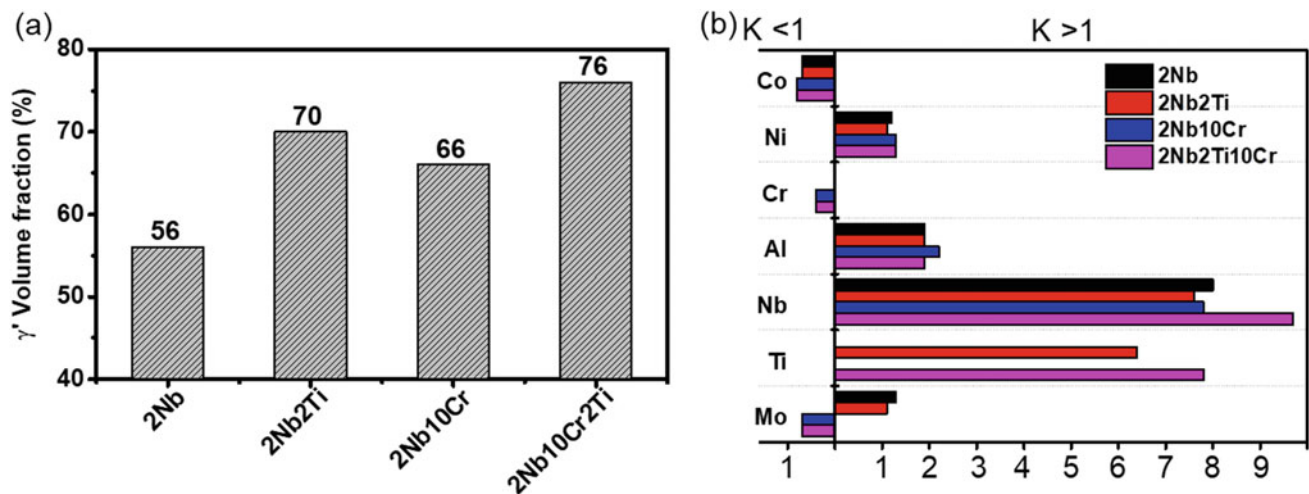 (a)
γ' Volume fraction (%)
80
70
60
50
40
56
70
66
76
2Nb
2Nb2Ti
2Nb10Cr
2Nb10Cr2Ti
(b)
K <1
K >1
Co
Ni
Cr
Al
Nb
Ti
Mo
2Nb
2Nb2Ti
2Nb10Cr
2Nb2Ti10Cr
1 1 2 3 4 5 6 7 8 9